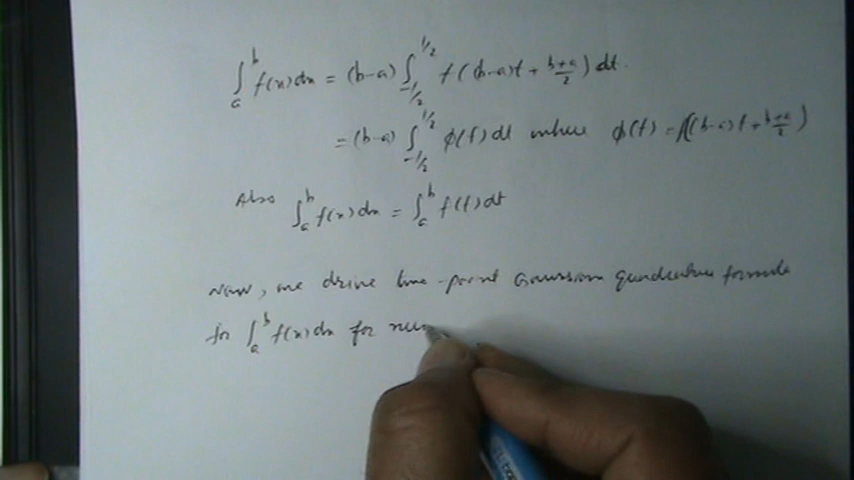 ∫_a^b f(x)dx = (b-a) ∫_{-1/2}^{1/2} f((b-a)t + (b+a)/2) dt.
= (b-a) ∫_{-1/2}^{1/2} φ(t)dt where φ(t) = f((b-a)t + (b+a)/2)
Also ∫_a^b f(x)dx = ∫_a^b f(t)dt
Now, we drive two-point Gaussian quadrature formula
for ∫_a^b f(x)dx for